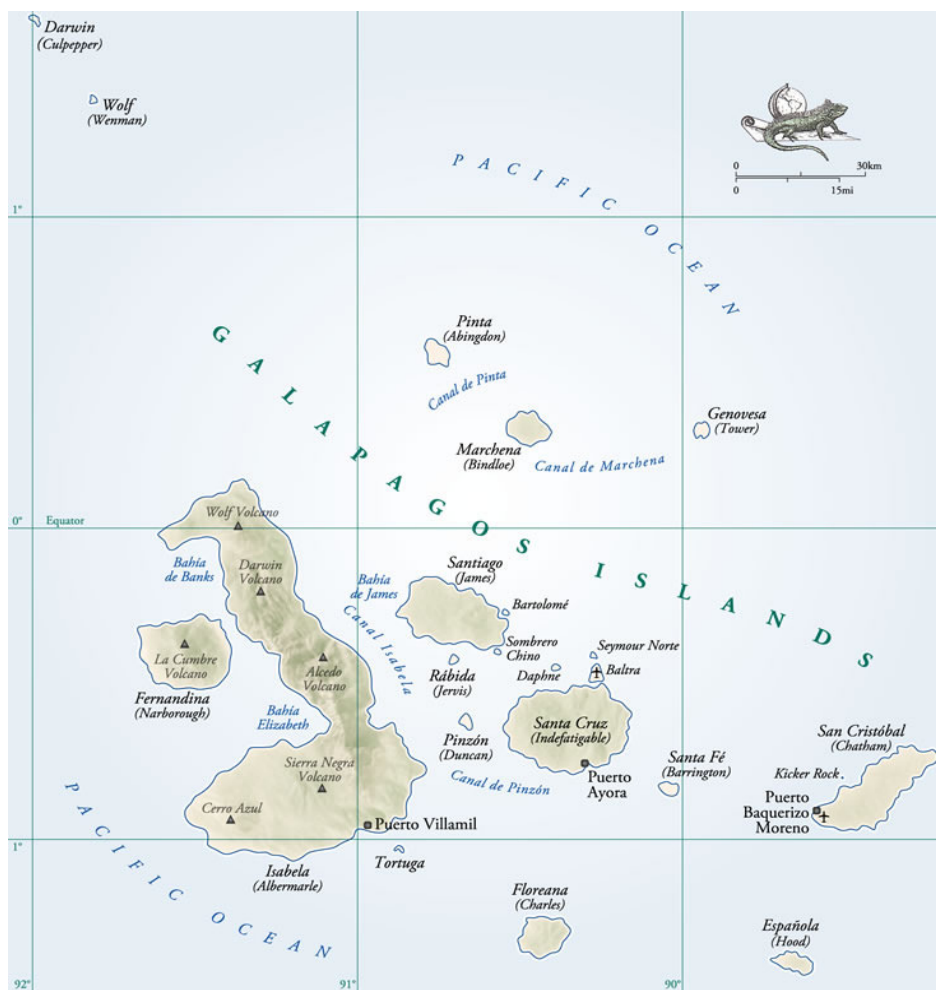 Darwin
(Culpepper)
Wolf
(Wenman)
0 30km
0 15mi
PACIFIC OCEAN
1°
GALAPAGOS ISLANDS
Pinta
(Abingdon)
Canal de Pinta
Genovesa
(Tower)
Marchena
(Bindloe)
Canal de Marchena
Wolf Volcano
0°
Equator
Bahía
de Banks
Darwin
Volcano
Bahía
de James
Santiago
(James)
Bartolomé
Canal Isabela
Sombrero
Chino
Seymour Norte
La Cumbre
Volcano
Alcedo
Volcano
Rábida
(Jervis)
Daphne
Baltra
Fernandina
(Narborough)
Bahía
Elizabeth
Pinzón
(Duncan)
Santa Cruz
(Indefatigable)
San Cristóbal
(Chatham)
Sierra Negra
Volcano
Canal de Pinzón
Puerto
Ayora
Santa Fé
(Barrington)
Kicker Rock
Cerro Azul
Puerto Villamil
Puerto
Baquerizo
Moreno
PACIFIC OCEAN
1°
Isabela
(Albermarle)
Tortuga
Floreana
(Charles)
Española
(Hood)
92°
91°
90°